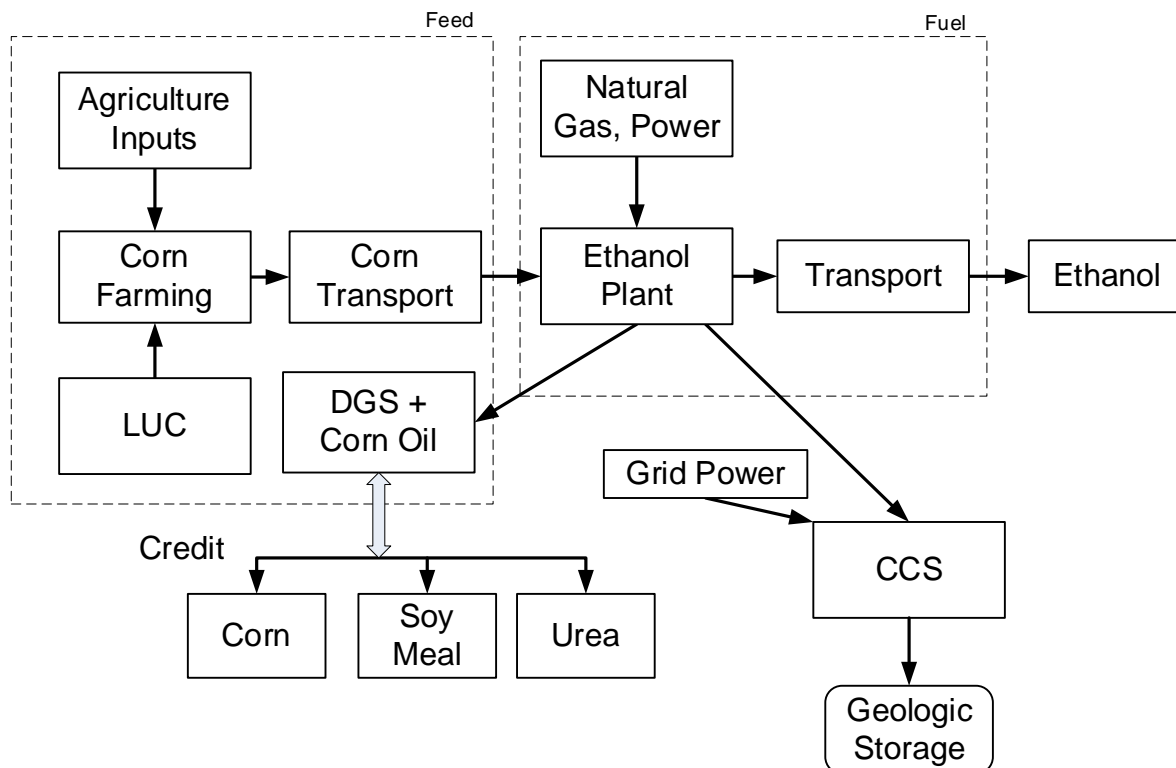 Feed
Fuel
Agriculture
Inputs
Natural
Gas, Power
Corn
Farming
Corn
Transport
Ethanol
Plant
Transport
Ethanol
LUC
DGS +
Corn Oil
Grid Power
Credit
CCS
Corn
Soy
Meal
Urea
Geologic
Storage